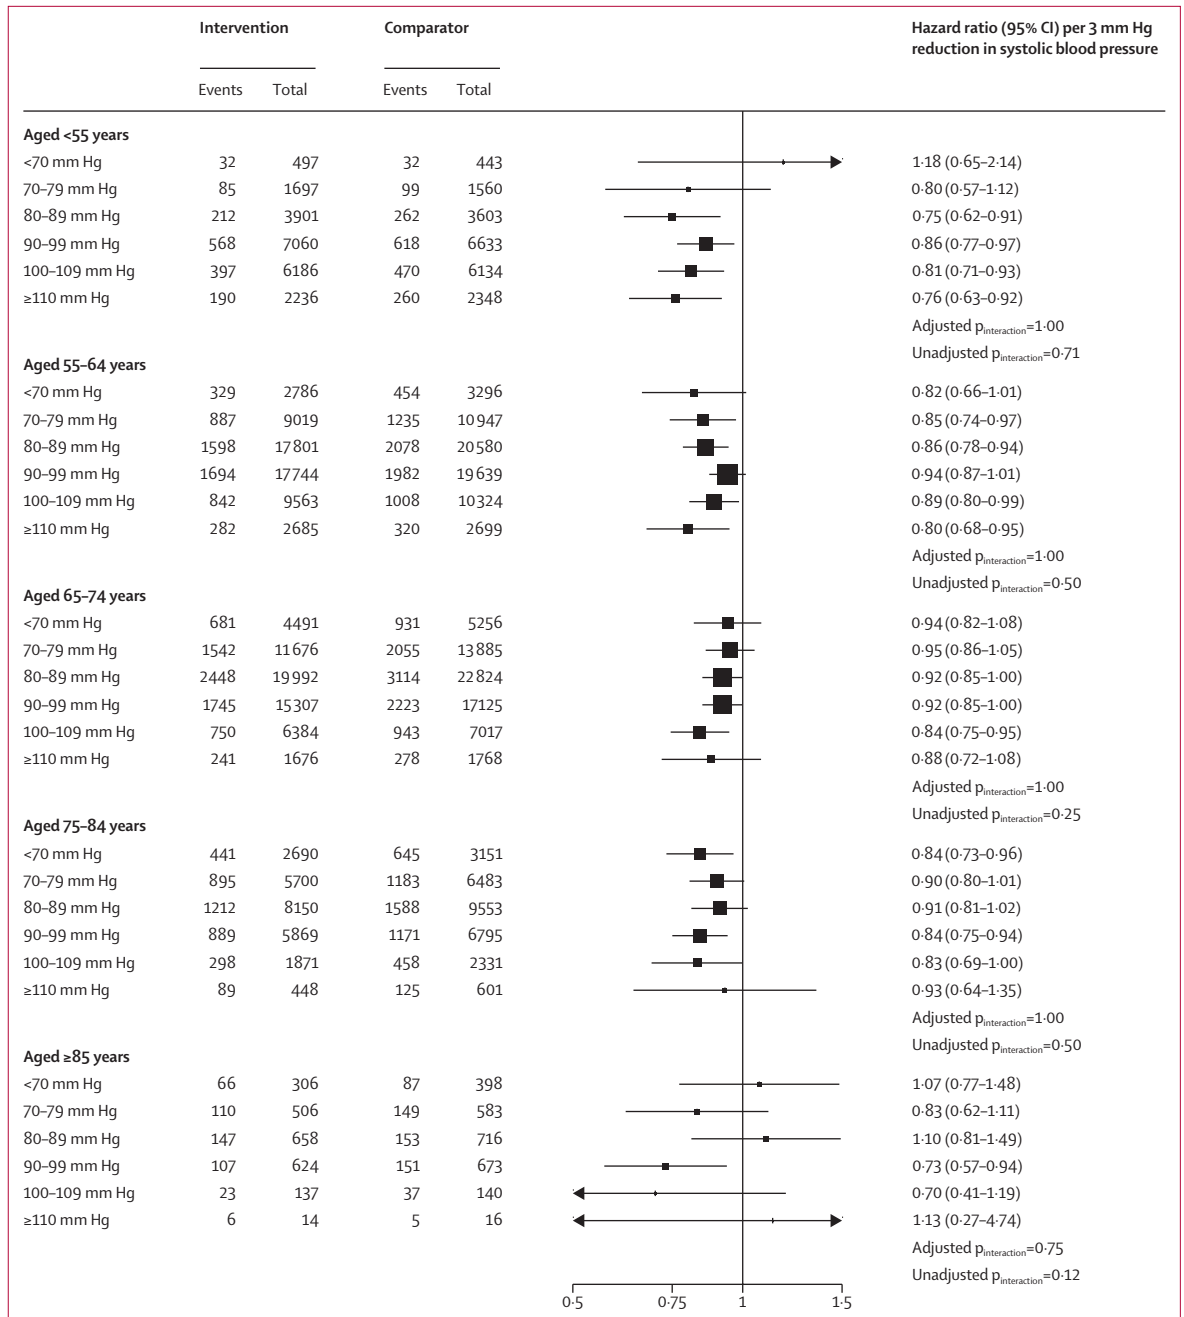 Intervention Comparator Hazard ratio (95% CI) per 3 mm Hg
reduction in systolic blood pressure
Events Total Events Total
Aged <55 years
<70 mm Hg 32 497 32 443 1·18 (0·65–2·14)
70–79 mm Hg 85 1697 99 1560 0·80 (0·57–1·12)
80–89 mm Hg 212 3901 262 3603 0·75 (0·62–0·91)
90–99 mm Hg 568 7060 618 6633 0·86 (0·77–0·97)
100–109 mm Hg 397 6186 470 6134 0·81 (0·71–0·93)
≥110 mm Hg 190 2236 260 2348 0·76 (0·63–0·92)
Adjusted pinteraction=1·00
Unadjusted pinteraction=0·71
Aged 55–64 years
<70 mm Hg 329 2786 454 3296 0·82 (0·66–1·01)
70–79 mm Hg 887 9019 1235 10947 0·85 (0·74–0·97)
80–89 mm Hg 1598 17801 2078 20580 0·86 (0·78–0·94)
90–99 mm Hg 1694 17744 1982 19639 0·94 (0·87–1·01)
100–109 mm Hg 842 9563 1008 10324 0·89 (0·80–0·99)
≥110 mm Hg 282 2685 320 2699 0·80 (0·68–0·95)
Adjusted pinteraction=1·00
Unadjusted pinteraction=0·50
Aged 65–74 years
<70 mm Hg 681 4491 931 5256 0·94 (0·82–1·08)
70–79 mm Hg 1542 11676 2055 13885 0·95 (0·86–1·05)
80–89 mm Hg 2448 19992 3114 22824 0·92 (0·85–1·00)
90–99 mm Hg 1745 15307 2223 17125 0·92 (0·85–1·00)
100–109 mm Hg 750 6384 943 7017 0·84 (0·75–0·95)
≥110 mm Hg 241 1676 278 1768 0·88 (0·72–1·08)
Adjusted pinteraction=1·00
Unadjusted pinteraction=0·25
Aged 75–84 years
<70 mm Hg 441 2690 645 3151 0·84 (0·73–0·96)
70–79 mm Hg 895 5700 1183 6483 0·90 (0·80–1·01)
80–89 mm Hg 1212 8150 1588 9553 0·91 (0·81–1·02)
90–99 mm Hg 889 5869 1171 6795 0·84 (0·75–0·94)
100–109 mm Hg 298 1871 458 2331 0·83 (0·69–1·00)
≥110 mm Hg 89 448 125 601 0·93 (0·64–1·35)
Adjusted pinteraction=1·00
Unadjusted pinteraction=0·50
Aged ≥85 years
<70 mm Hg 66 306 87 398 1·07 (0·77–1·48)
70–79 mm Hg 110 506 149 583 0·83 (0·62–1·11)
80–89 mm Hg 147 658 153 716 1·10 (0·81–1·49)
90–99 mm Hg 107 624 151 673 0·73 (0·57–0·94)
100–109 mm Hg 23 137 37 140 0·70 (0·41–1·19)
≥110 mm Hg 6 14 5 16 1·13 (0·27–4·74)
Adjusted pinteraction=0·75
Unadjusted pinteraction=0·12
0·5 0·75 1 1·5